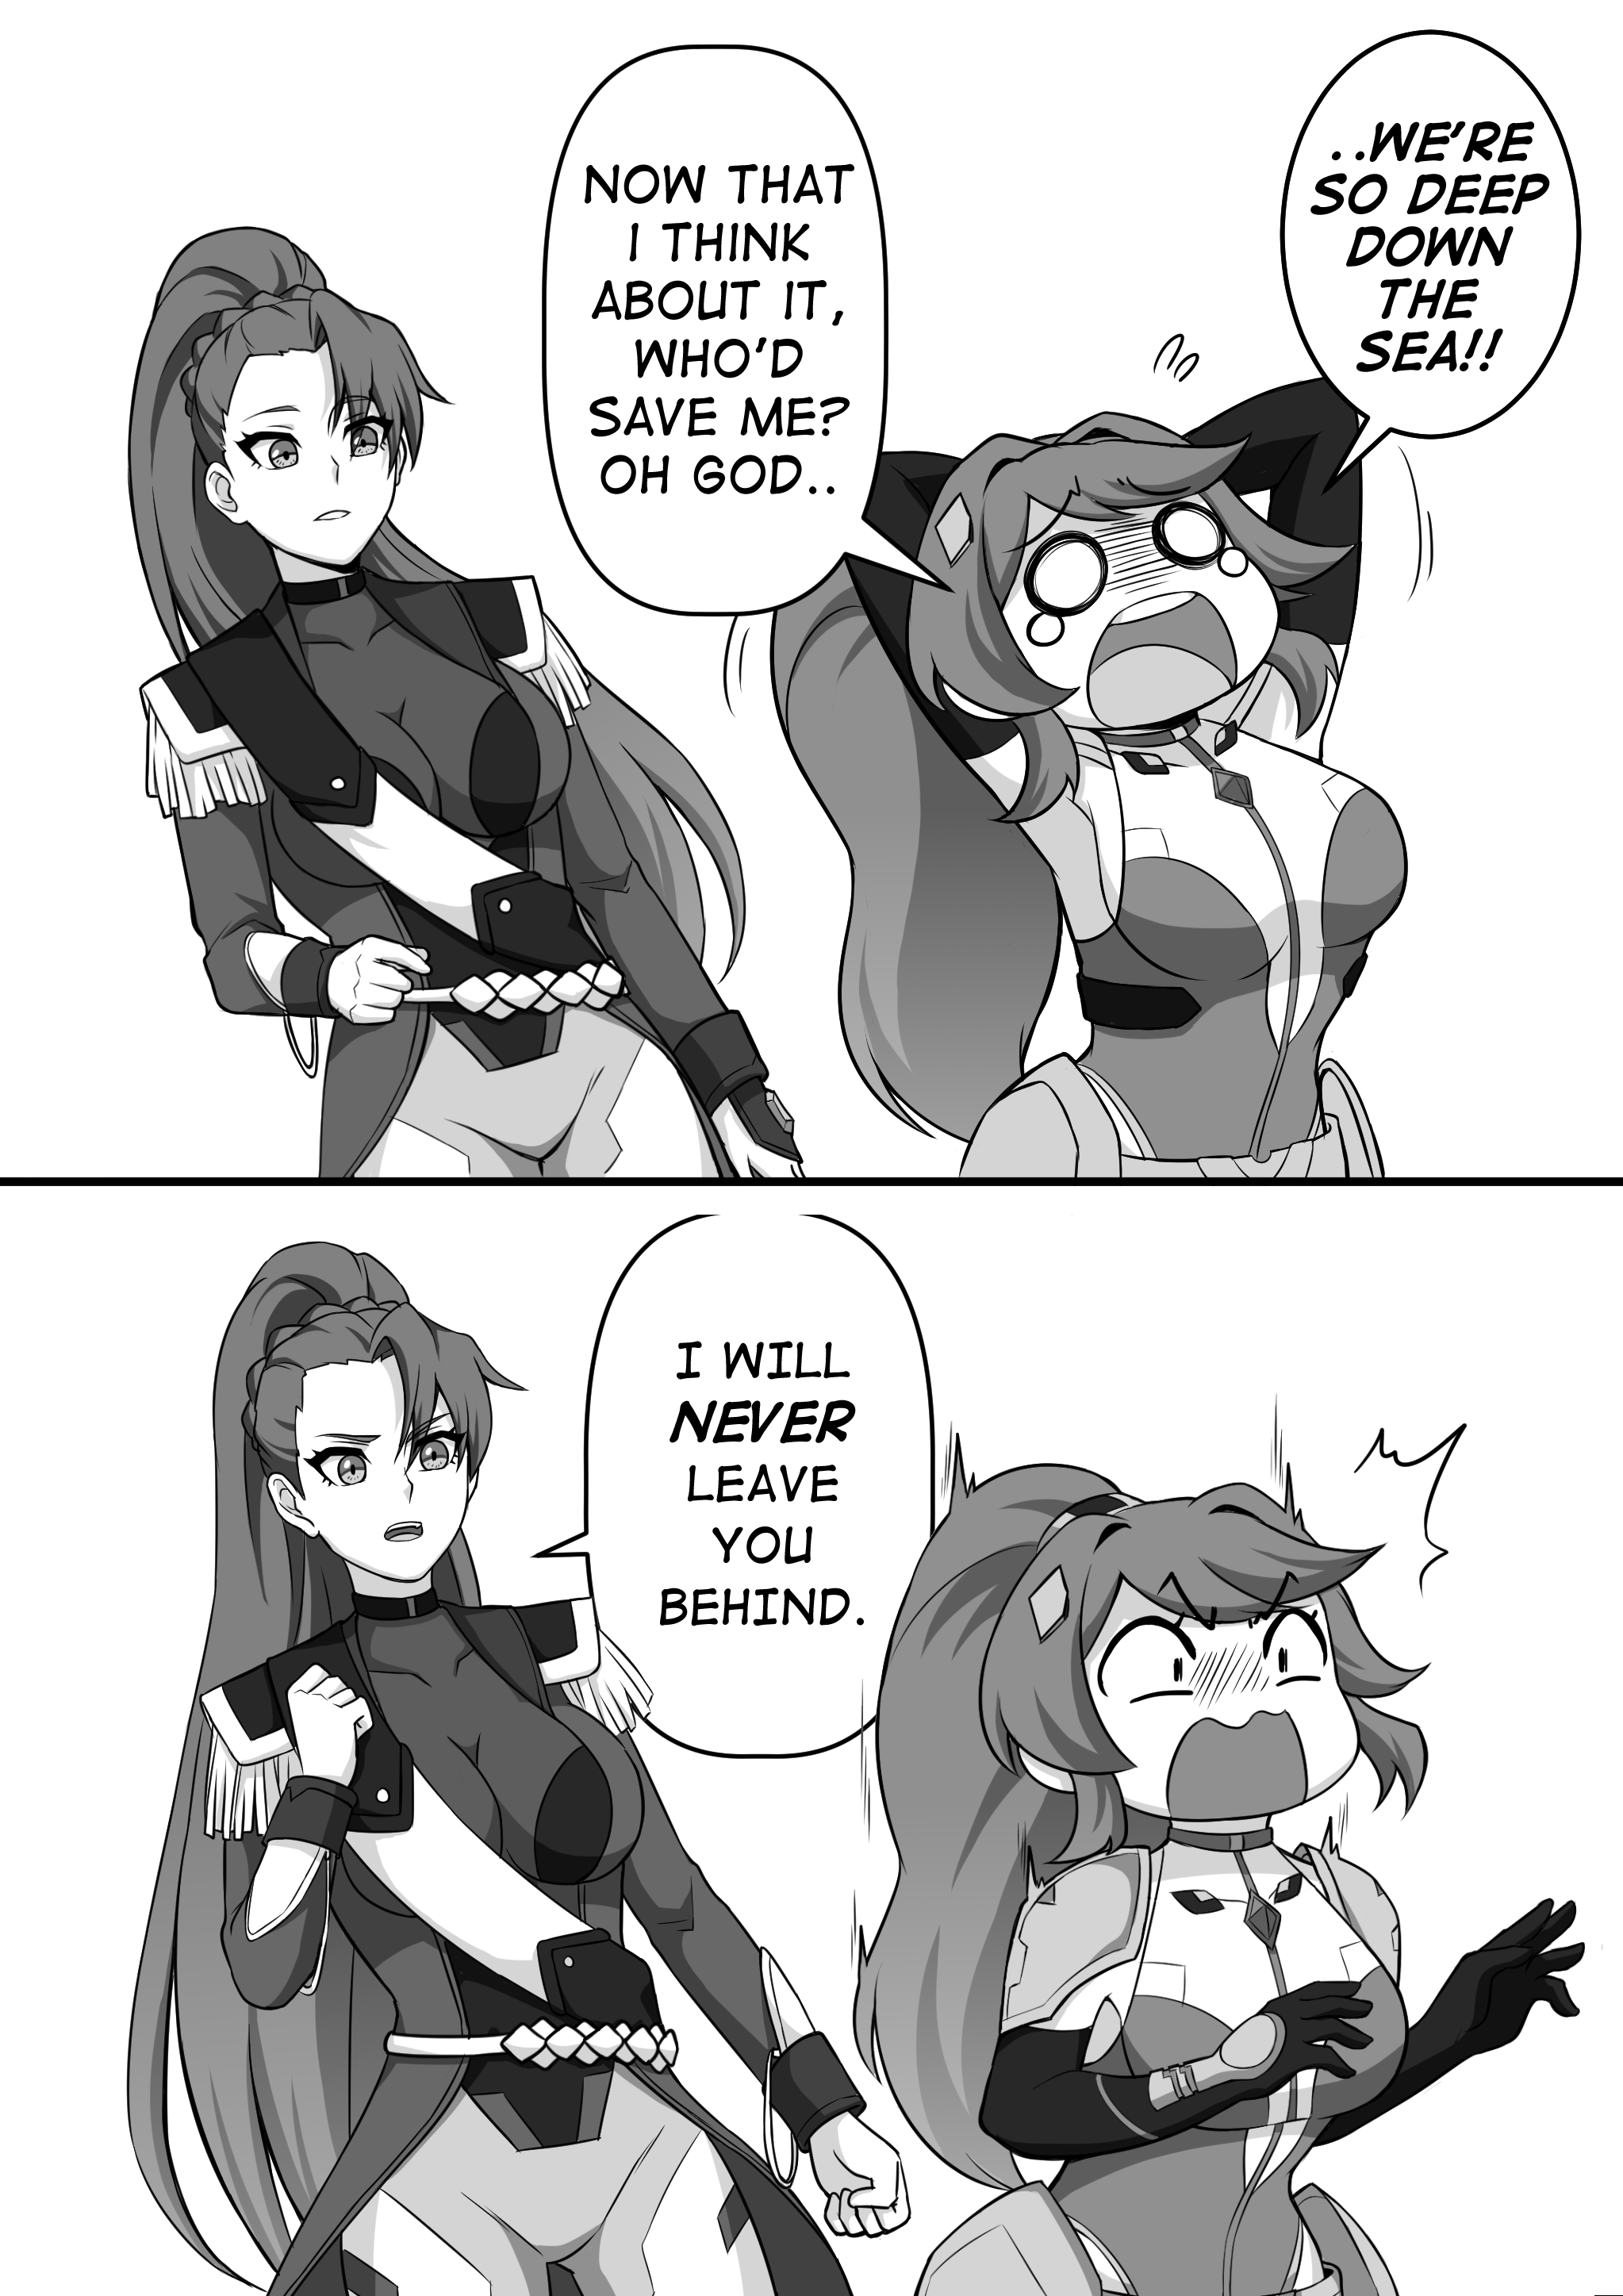 NOW THAT
I THINK
ABOUT IT,
WHO'D
SAVE ME?
OH GOD..
..WE'RE
SO DEEP
DOWN
THE
SEA!!
I WILL
NEVER
LEAVE
YOU
BEHIND.